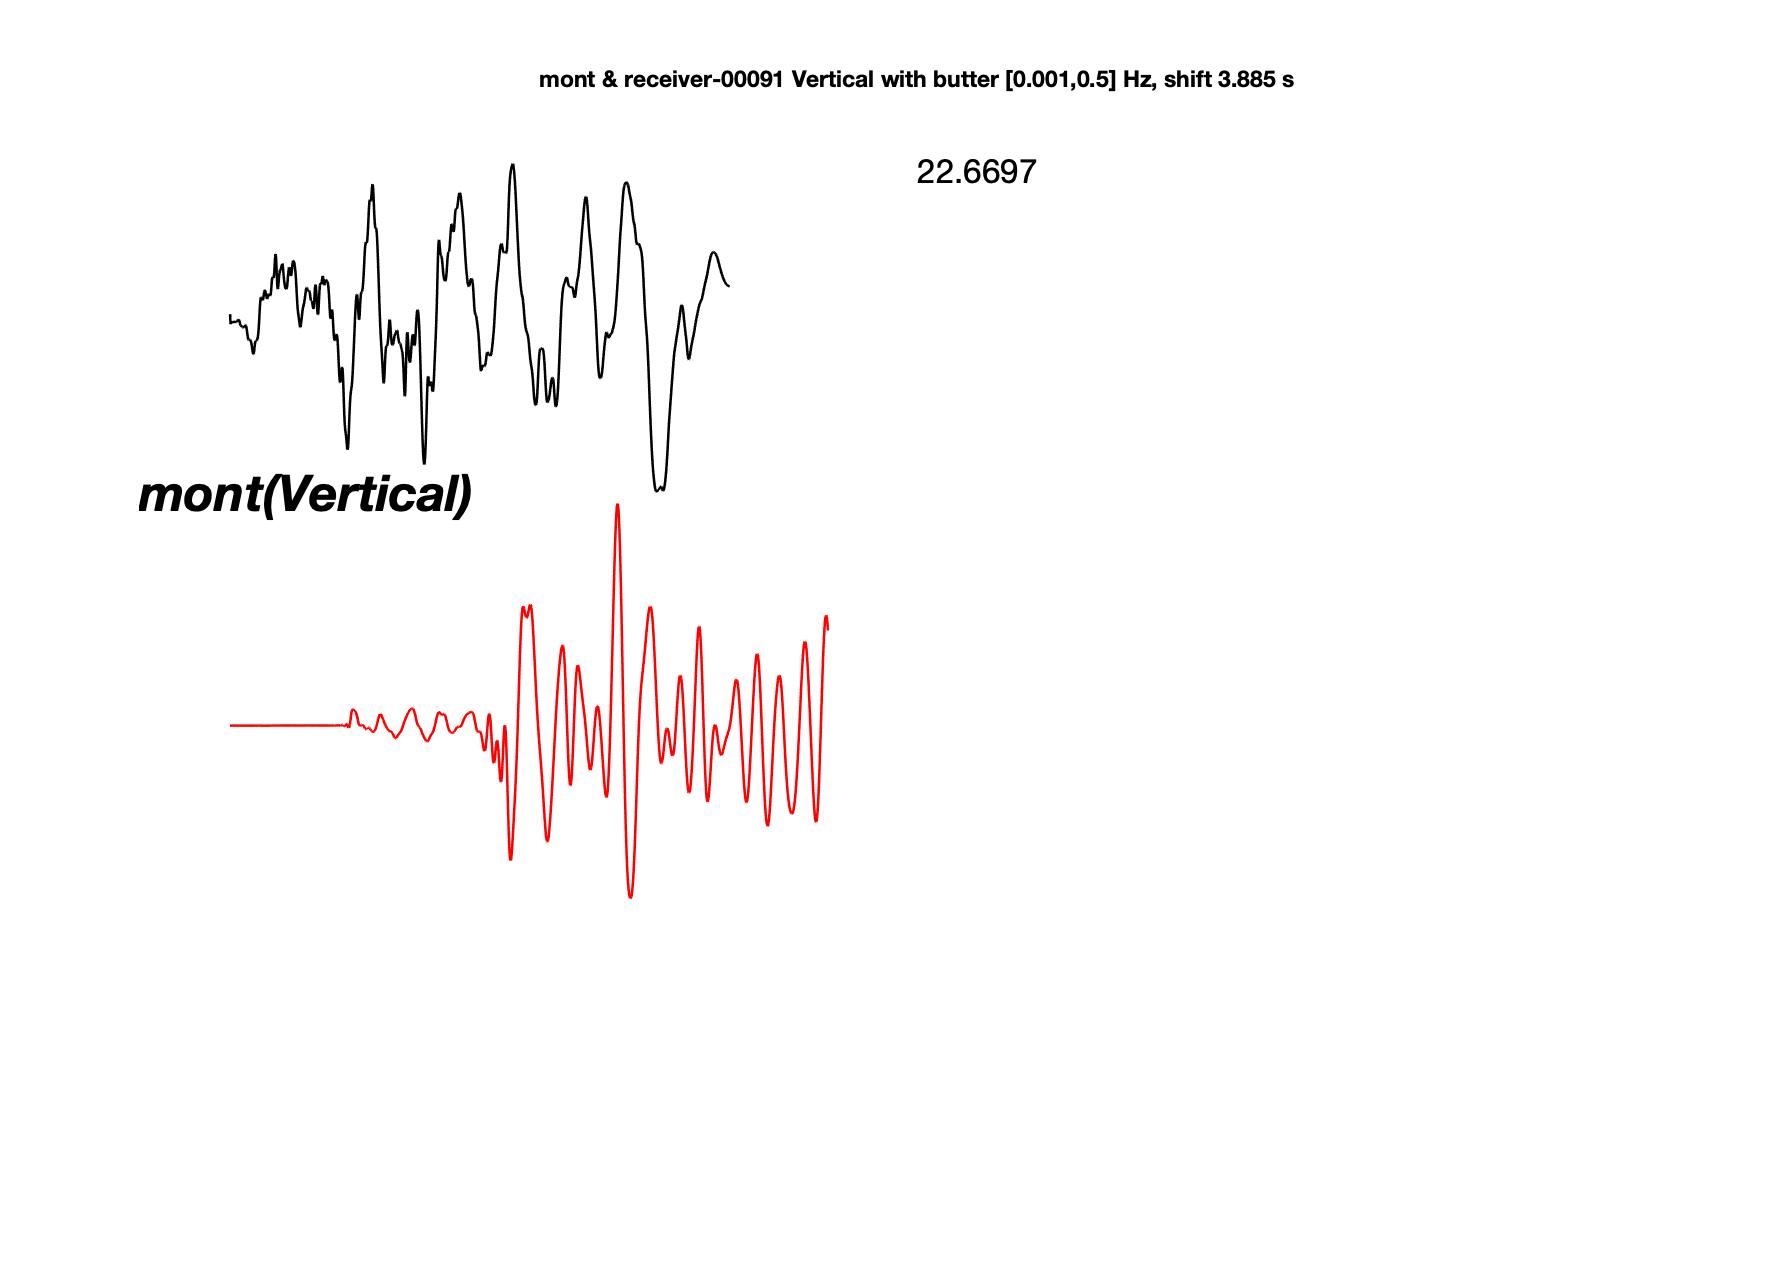 mont & receiver-00091 Vertical with butter [0.001,0.5] Hz, shift 3.885 s
22.6697
mont(Vertical)